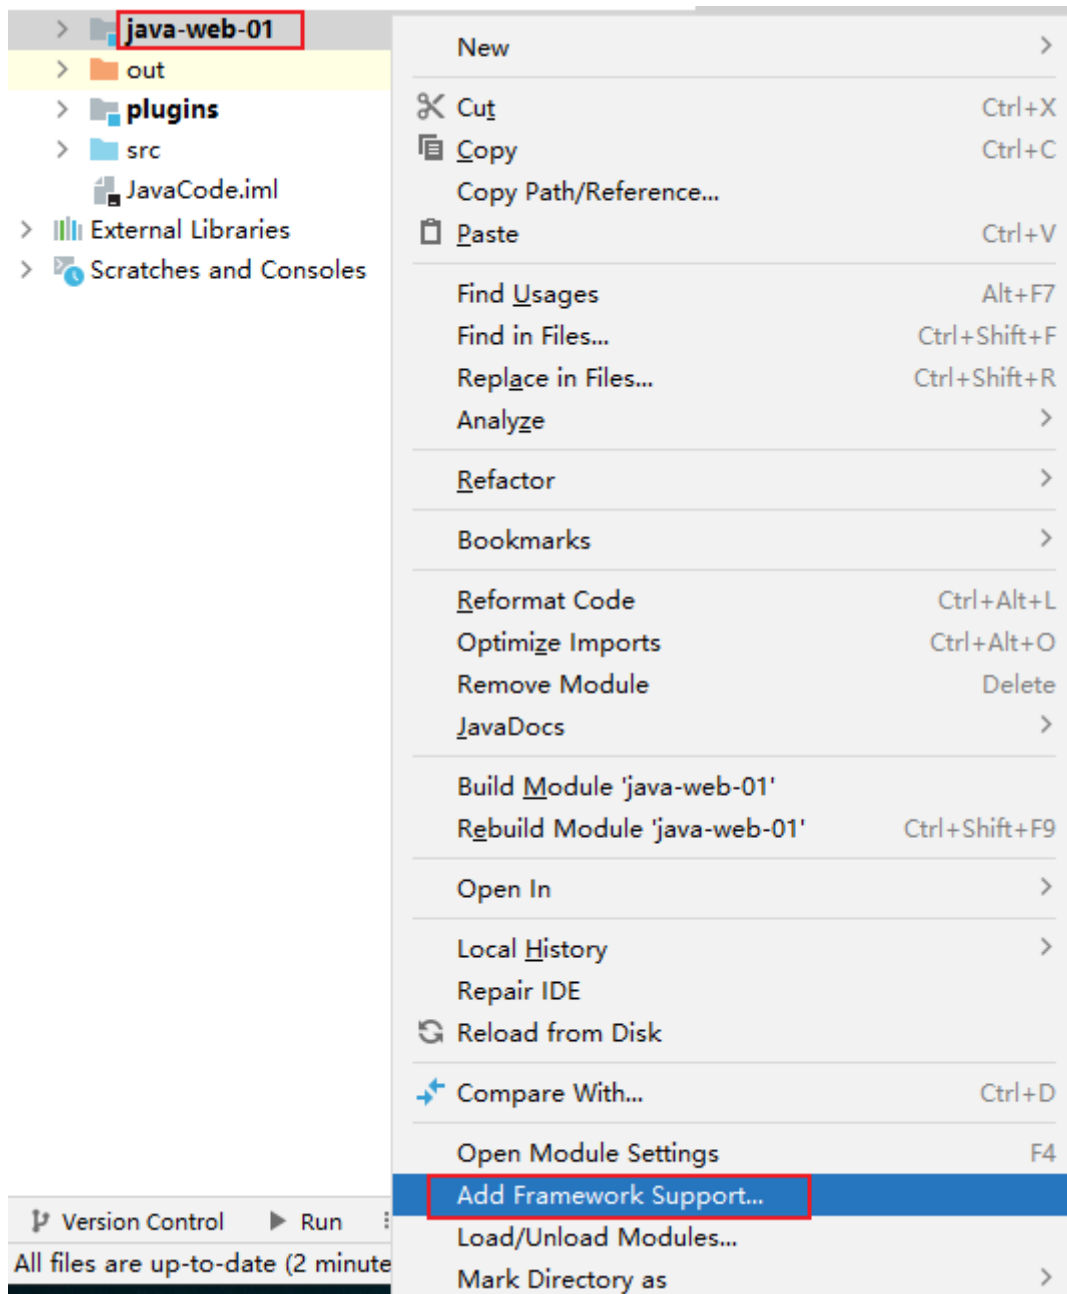 java-web-01
out
plugins
src
JavaCode.iml
External Libraries
Scratches and Consoles
New
Cut Ctrl+X
Copy Ctrl+C
Copy Path/Reference...
Paste Ctrl+V
Find Usages Alt+F7
Find in Files... Ctrl+Shift+F
Replace in Files... Ctrl+Shift+R
Analyze
Refactor
Bookmarks
Reformat Code Ctrl+Alt+L
Optimize Imports Ctrl+Alt+O
Remove Module Delete
JavaDocs
Build Module 'java-web-01'
Rebuild Module 'java-web-01' Ctrl+Shift+F9
Open In
Local History
Repair IDE
Reload from Disk
Compare With... Ctrl+D
Open Module Settings F4
Add Framework Support...
Load/Unload Modules...
Mark Directory as
Version Control Run
All files are up-to-date (2 minute